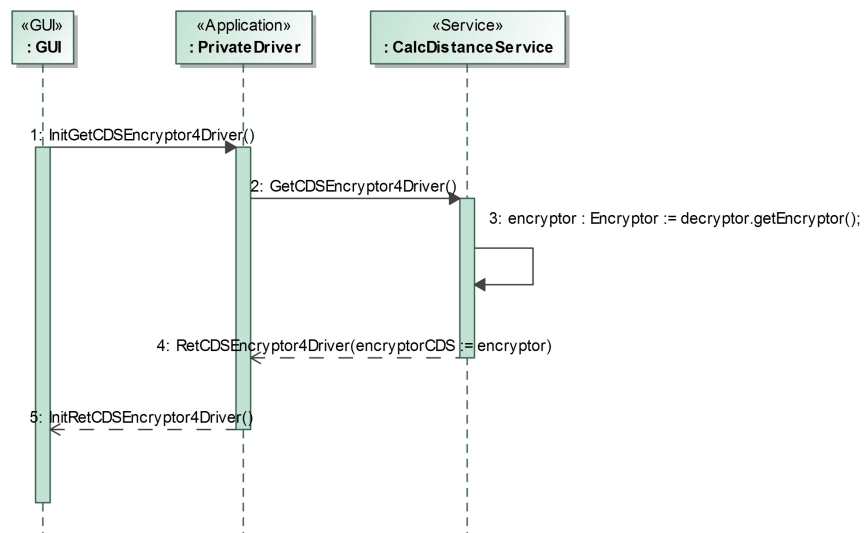 «GUI»
: GUI
«Application»
: PrivateDriver
«Service»
: CalcDistanceService
1: InitGetCDSEncryptor4Driver()
2: GetCDSEncryptor4Driver()
3: encryptor : Encryptor := decryptor.getEncryptor();
4: RetCDSEncryptor4Driver(encryptorCDS := encryptor)
5: InitRetCDSEncryptor4Driver()